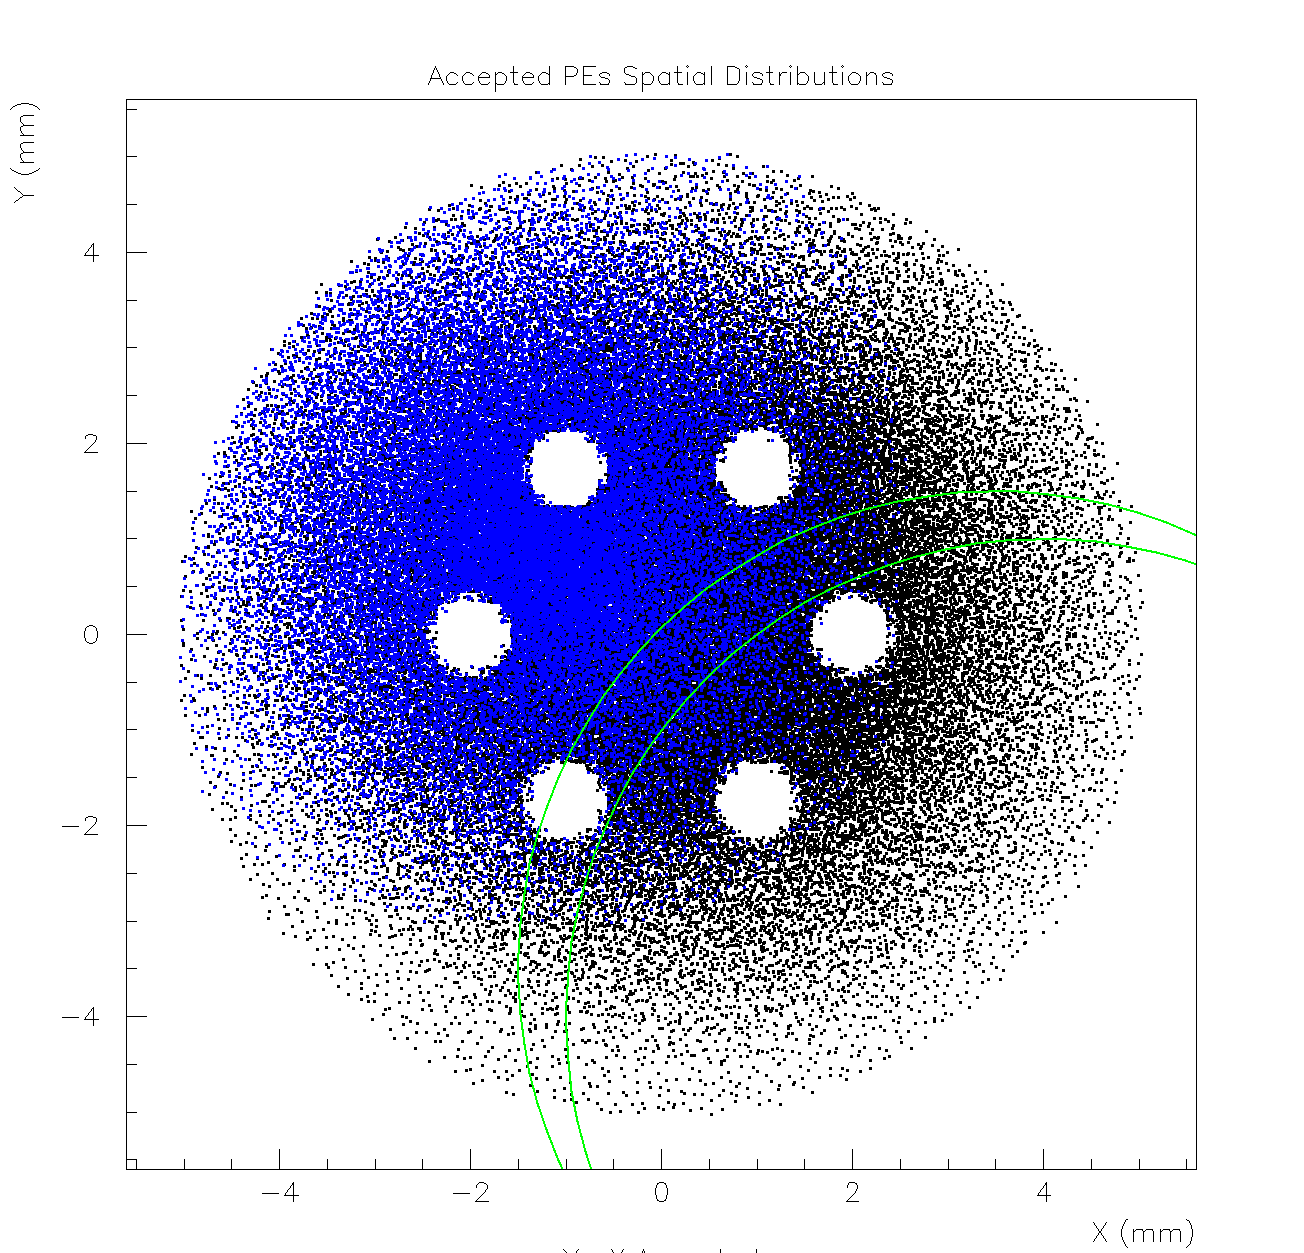 Accepted PEs Spatial Distributions
Y (mm)
4
2
0
−2
−4
−4 −2 0 2 4
X (mm)